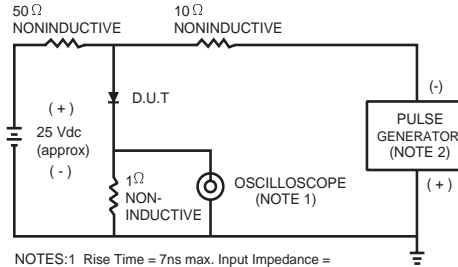 50Ω
NONINDUCTIVE
10Ω
NONINDUCTIVE
D.U.T
(+)
25 Vdc
(approx)
(-)
1Ω
NON-
INDUCTIVE
OSCILLOSCOPE
(NOTE 1)
(-)
PULSE
GENERATOR
(NOTE 2)
(+)
NOTES:1 Rise Time = 7ns max. Input Impedance =